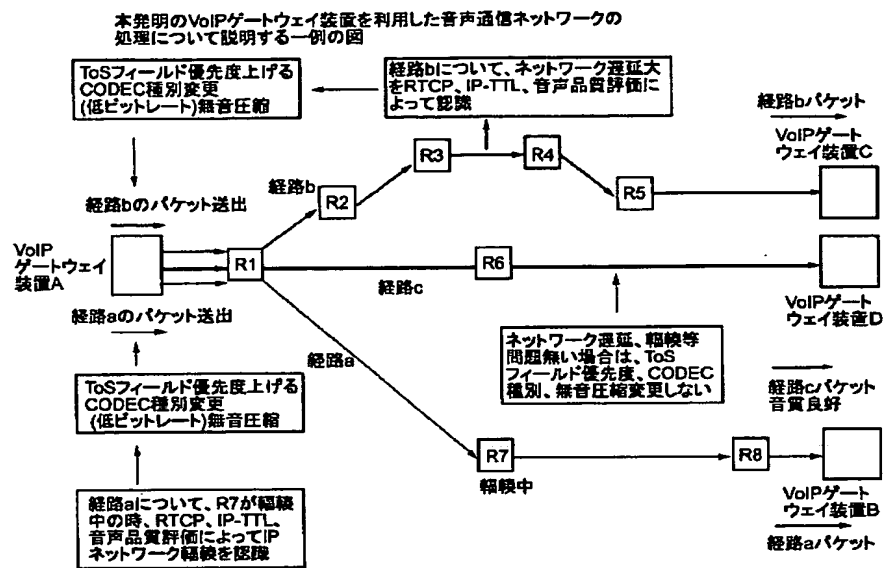 本発明のVoIPゲートウェイ装置を利用した音声通信ネットワークの
処理について説明する一例の図
ToSフィールド優先度上げる
CODEC種別変更
(低ビットレート)無音圧縮
経路bについて、ネットワーク遅延大
をRTCP、IP-TTL、音声品質評価に
よって認識
経路bパケット
VoIPゲート
ウェイ装置C
R3
R4
経路b
R2
R5
経路bのパケット送出
VoIP
ゲートウェイ
装置A
R1
R6
経路c
VoIPゲート
ウェイ装置D
経路aのパケット送出
経路a
ネットワーク遅延、輻輳等
問題無い場合は、ToS
フィールド優先度、CODEC
種別、無音圧縮変更しない
ToSフィールド優先度上げる
CODEC種別変更
(低ビットレート)無音圧縮
経路cパケット
音質良好
R7
R8
輻輳中
経路aについて、R7が輻輳
中の時、RTCP、IP-TTL、
音声品質評価によってIP
ネットワーク輻輳を認識
VoIPゲート
ウェイ装置B
経路aパケット